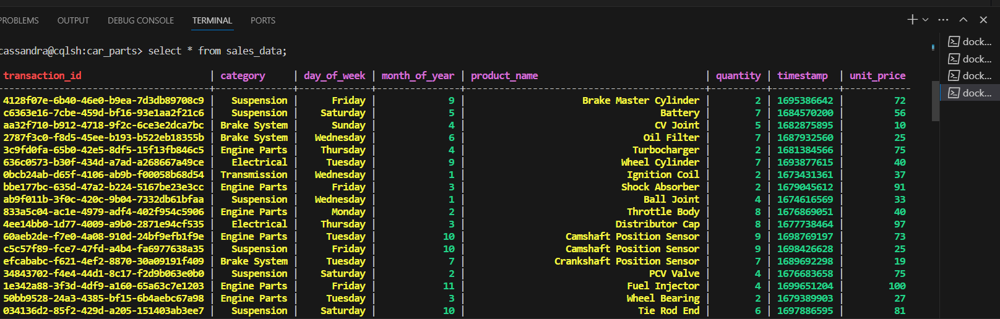 PROBLEMS OUTPUT DEBUG CONSOLE TERMINAL PORTS
cassandra@cqlsh:car_parts> select * from sales_data;
transaction_id | category | day_of_week | month_of_year | product_name | quantity | timestamp | unit_price
4128f07e-6b40-46e0-b9ea-7d3db89708c9 | Suspension | Friday | 9 | Brake Master Cylinder | 2 | 1695386642 | 72
c6363e16-7cbe-459d-bf16-93e1aa2f21c6 | Suspension | Saturday | 5 | Battery | 7 | 1684570200 | 56
aa32f710-b912-4718-9f2c-6ce3e2dca7bc | Brake System | Sunday | 4 | CV Joint | 5 | 1682875895 | 10
2787f3c0-f8d5-45ee-b193-b522eb18355b | Brake System | Wednesday | 6 | Oil Filter | 7 | 1687932560 | 25
3c9fd0fa-65b0-42e5-8df5-15f13fb846c5 | Engine Parts | Thursday | 4 | Turbocharger | 2 | 1681384566 | 75
636c0573-b30f-434d-a7ad-a268667a49ce | Electrical | Tuesday | 9 | Wheel Cylinder | 7 | 1693877615 | 40
0bcb24ab-d65f-4106-ab9b-f00058b68d54 | Transmission | Wednesday | 1 | Ignition Coil | 2 | 1673431361 | 37
bbe177bc-635d-47a2-b224-5167be23e3cc | Engine Parts | Friday | 3 | Shock Absorber | 2 | 1679045612 | 91
ab9f011b-3f0c-420c-9b04-7332db61bfaa | Suspension | Wednesday | 1 | Ball Joint | 4 | 1674616569 | 33
833a5c04-ac1e-4979-adf4-402f954c5906 | Engine Parts | Monday | 2 | Throttle Body | 8 | 1676869051 | 40
4ee14bb0-1d77-4009-a9b0-2871e94cf535 | Electrical | Thursday | 3 | Distributor Cap | 8 | 1677738464 | 97
60aeb2de-f7e0-4a08-910d-24bf9efb1f9e | Engine Parts | Tuesday | 10 | Camshaft Position Sensor | 9 | 1698769197 | 73
c5c57f89-fce7-47fd-a4b4-fa6977638a35 | Suspension | Friday | 10 | Camshaft Position Sensor | 9 | 1698426628 | 25
efcababc-f621-4ef2-8870-30a09191f409 | Brake System | Tuesday | 7 | Crankshaft Position Sensor | 7 | 1689692298 | 19
34843702-f4e4-44d1-8c17-f2d9b063e0b0 | Suspension | Saturday | 2 | PCV Valve | 4 | 1676683658 | 75
1e342a88-3f3d-4df9-a160-65a63c7e1203 | Engine Parts | Friday | 11 | Fuel Injector | 4 | 1699651204 | 100
50bb9528-24a3-4385-bf15-6b4aebc67a98 | Engine Parts | Tuesday | 3 | Wheel Bearing | 2 | 1679389903 | 27
034136d2-85f2-429d-a205-151403ab3ee7 | Suspension | Saturday | 10 | Tie Rod End | 6 | 1697886595 | 81
dock...
dock...
dock...
dock...